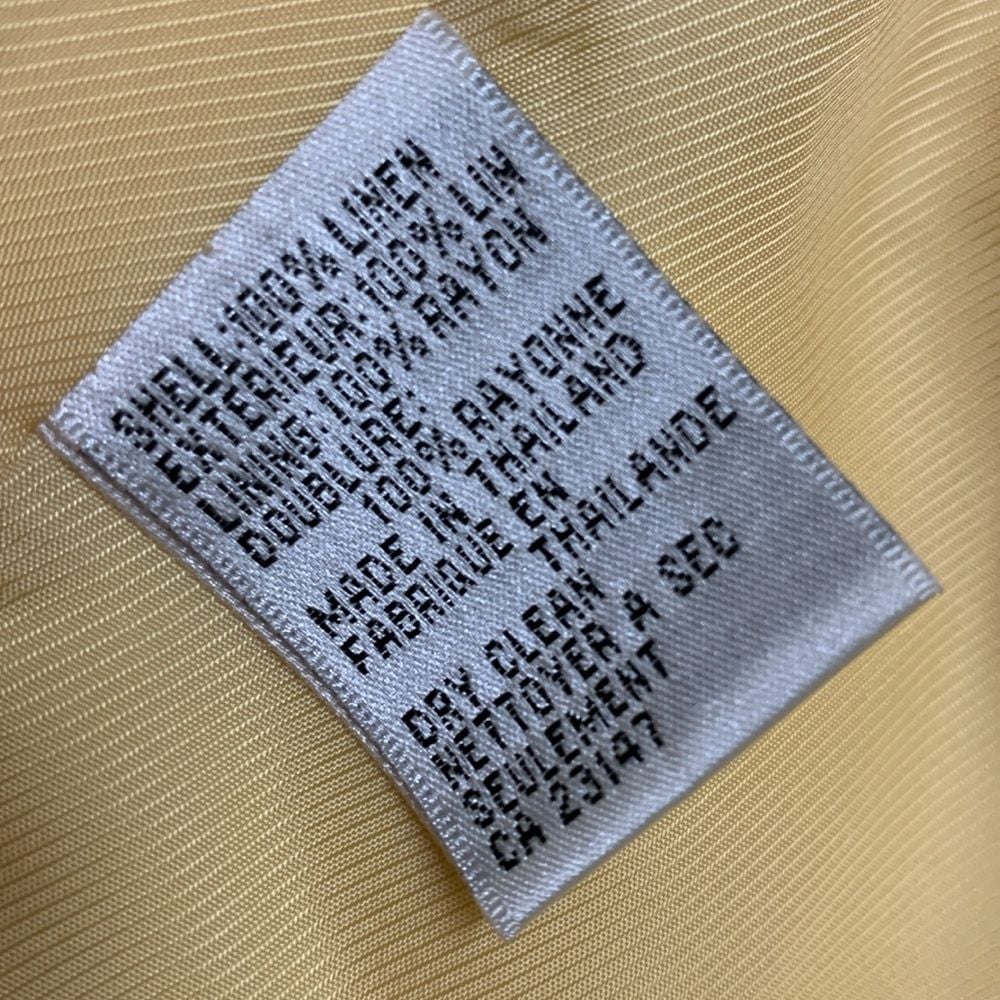 SHELL:100% LINEN
EXTERIEUR:100% LIN
LINING:100% RAYON
DOUBLURE:
100% RAYONNE
MADE IN THAILAND
FABRIQUE EN
THAILANDE
DRY CLEAN
NETTOYER A SEC
SEULEMENT
CA 23147